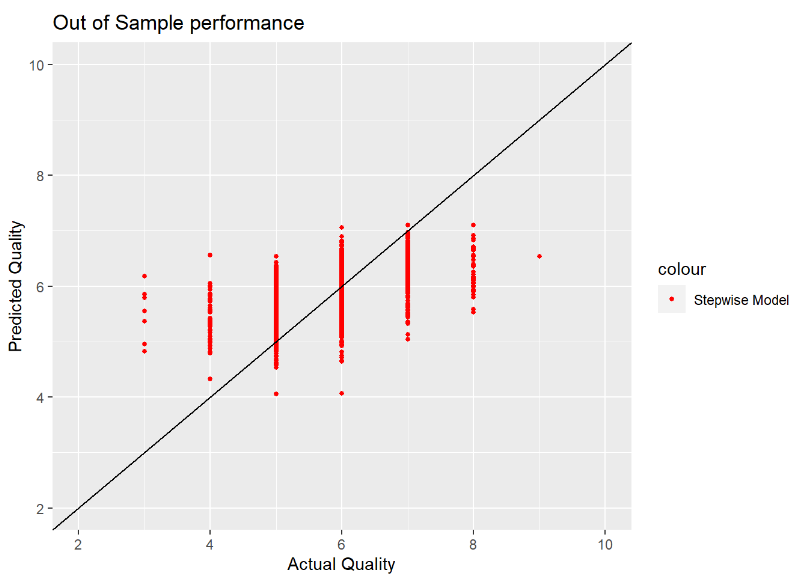 Out of Sample performance
10
8
6
4
2
Predicted Quality
2 4 6 8 10
Actual Quality
colour
Stepwise Model